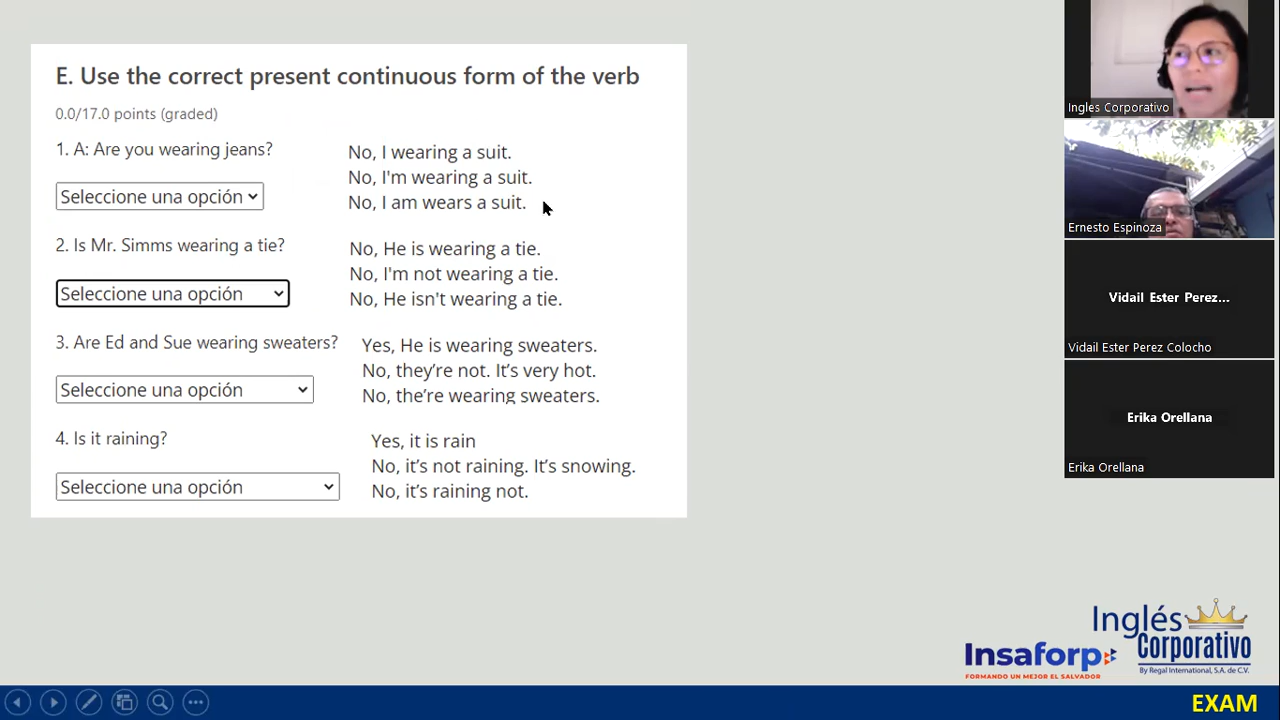 E. Use the correct present continuous form of the verb
0.0/17.0 points (graded)
1. A: Are you wearing jeans?
Seleccione una opción
No, I wearing a suit.
No, I'm wearing a suit.
No, I am wears a suit.
2. Is Mr. Simms wearing a tie?
Seleccione una opción
No, He is wearing a tie.
No, I'm not wearing a tie.
No, He isn't wearing a tie.
3. Are Ed and Sue wearing sweaters?
Seleccione una opción
Yes, He is wearing sweaters.
No, they’re not. It’s very hot.
No, the’re wearing sweaters.
4. Is it raining?
Seleccione una opción
Yes, it is rain
No, it’s not raining. It’s snowing.
No, it’s raining not.
Ingles Corporativo
Ernesto Espinoza
Vidail Ester Perez...
Vidail Ester Perez Colocho
Erika Orellana
Erika Orellana
Insaforp
FORMANDO UN MEJOR EL SALVADOR
Inglés
Corporativo
By Regal International, S.A. de C.V.
EXAM